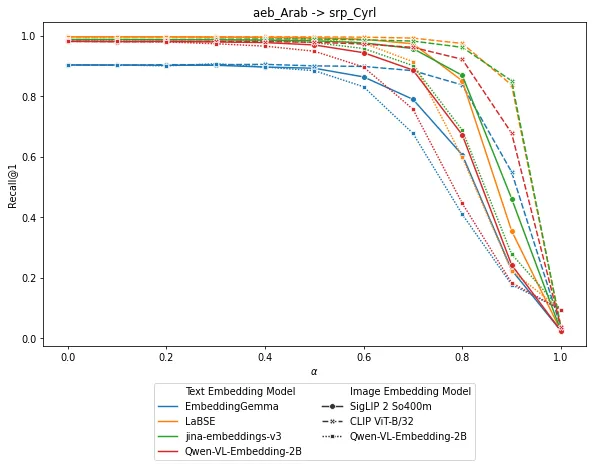 aeb_Arab -> srp_Cyrl
Recall@1
1.0
0.8
0.6
0.4
0.2
0.0
0.0 0.2 0.4 0.6 0.8 1.0
α
Text Embedding Model Image Embedding Model
EmbeddingGemma SigLIP 2 So400m
LaBSE CLIP ViT-B/32
jina-embeddings-v3 Qwen-VL-Embedding-2B
Qwen-VL-Embedding-2B